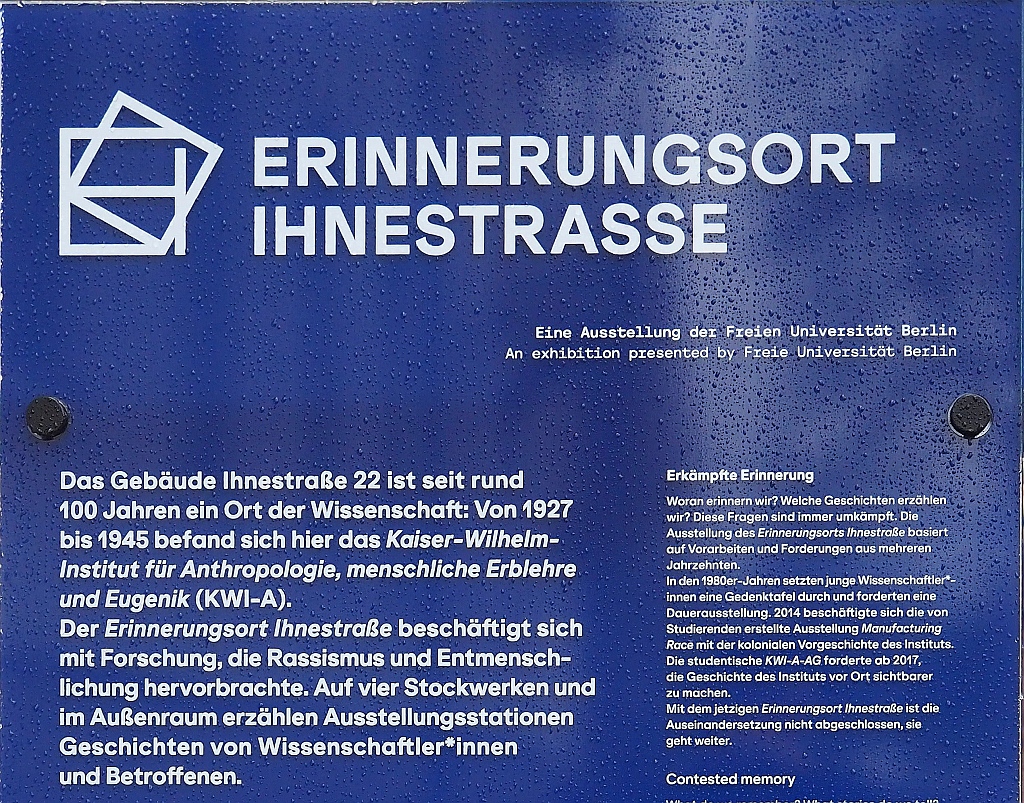 ERINNERUNGSORT
IHNESTRASSE
Eine Ausstellung der Freien Universität Berlin
An exhibition presented by Freie Universität Berlin
Das Gebäude Ihnestraße 22 ist seit rund
100 Jahren ein Ort der Wissenschaft: Von 1927
bis 1945 befand sich hier das Kaiser-Wilhelm-
Institut für Anthropologie, menschliche Erblehre
und Eugenik (KWI-A).
Der Erinnerungsort Ihnestraße beschäftigt sich
mit Forschung, die Rassismus und Entmensch-
lichung hervorbrachte. Auf vier Stockwerken und
im Außenraum erzählen Ausstellungsstationen
Geschichten von Wissenschaftler*innen
und Betroffenen.
Erkämpfte Erinnerung
Woran erinnern wir? Welche Geschichten erzählen
wir? Diese Fragen sind immer umkämpft. Die
Ausstellung des Erinnerungsorts Ihnestraße basiert
auf Vorarbeiten und Forderungen aus mehreren
Jahrzehnten.
In den 1980er-Jahren setzten junge Wissenschaftler*-
innen eine Gedenktafel durch und forderten eine
Dauerausstellung. 2014 beschäftigte sich die von
Studierenden erstellte Ausstellung Manufacturing
Race mit der kolonialen Vorgeschichte des Instituts.
Die studentische KWI-A-AG forderte ab 2017,
die Geschichte des Instituts vor Ort sichtbarer
zu machen.
Mit dem jetzigen Erinnerungsort Ihnestraße ist die
Auseinandersetzung nicht abgeschlossen, sie
geht weiter.
Contested memory